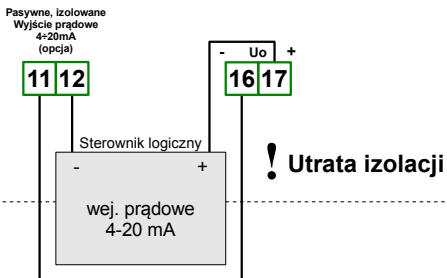 Pasywne, izolowane
Wyjście prądowe
4÷20mA
(opcja)
- Uo +
11 12
16 17
Sterownik logiczny
- +
! Utrata izolacji
wej. prądowe
4-20 mA